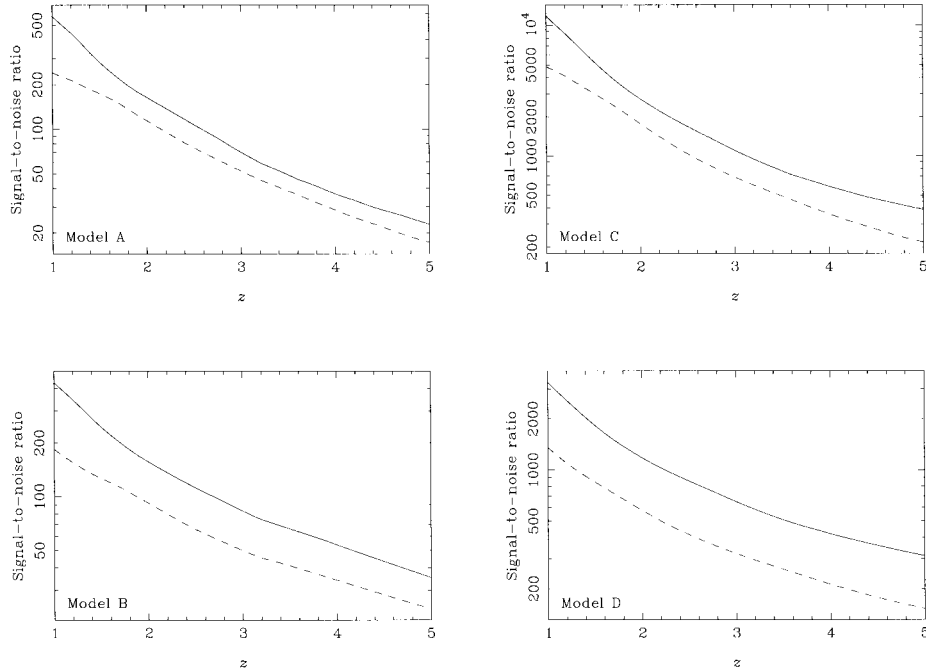 Signal-to-noise ratio
500
200
100
50
20
Model A
1 2 3 4 5
z
Signal-to-noise ratio
10⁴
5000
1000
500
200
Model C
1 2 3 4 5
z
Signal-to-noise ratio
200
100
50
Model B
1 2 3 4 5
z
Signal-to-noise ratio
2000
1000
500
200
Model D
1 2 3 4 5
z